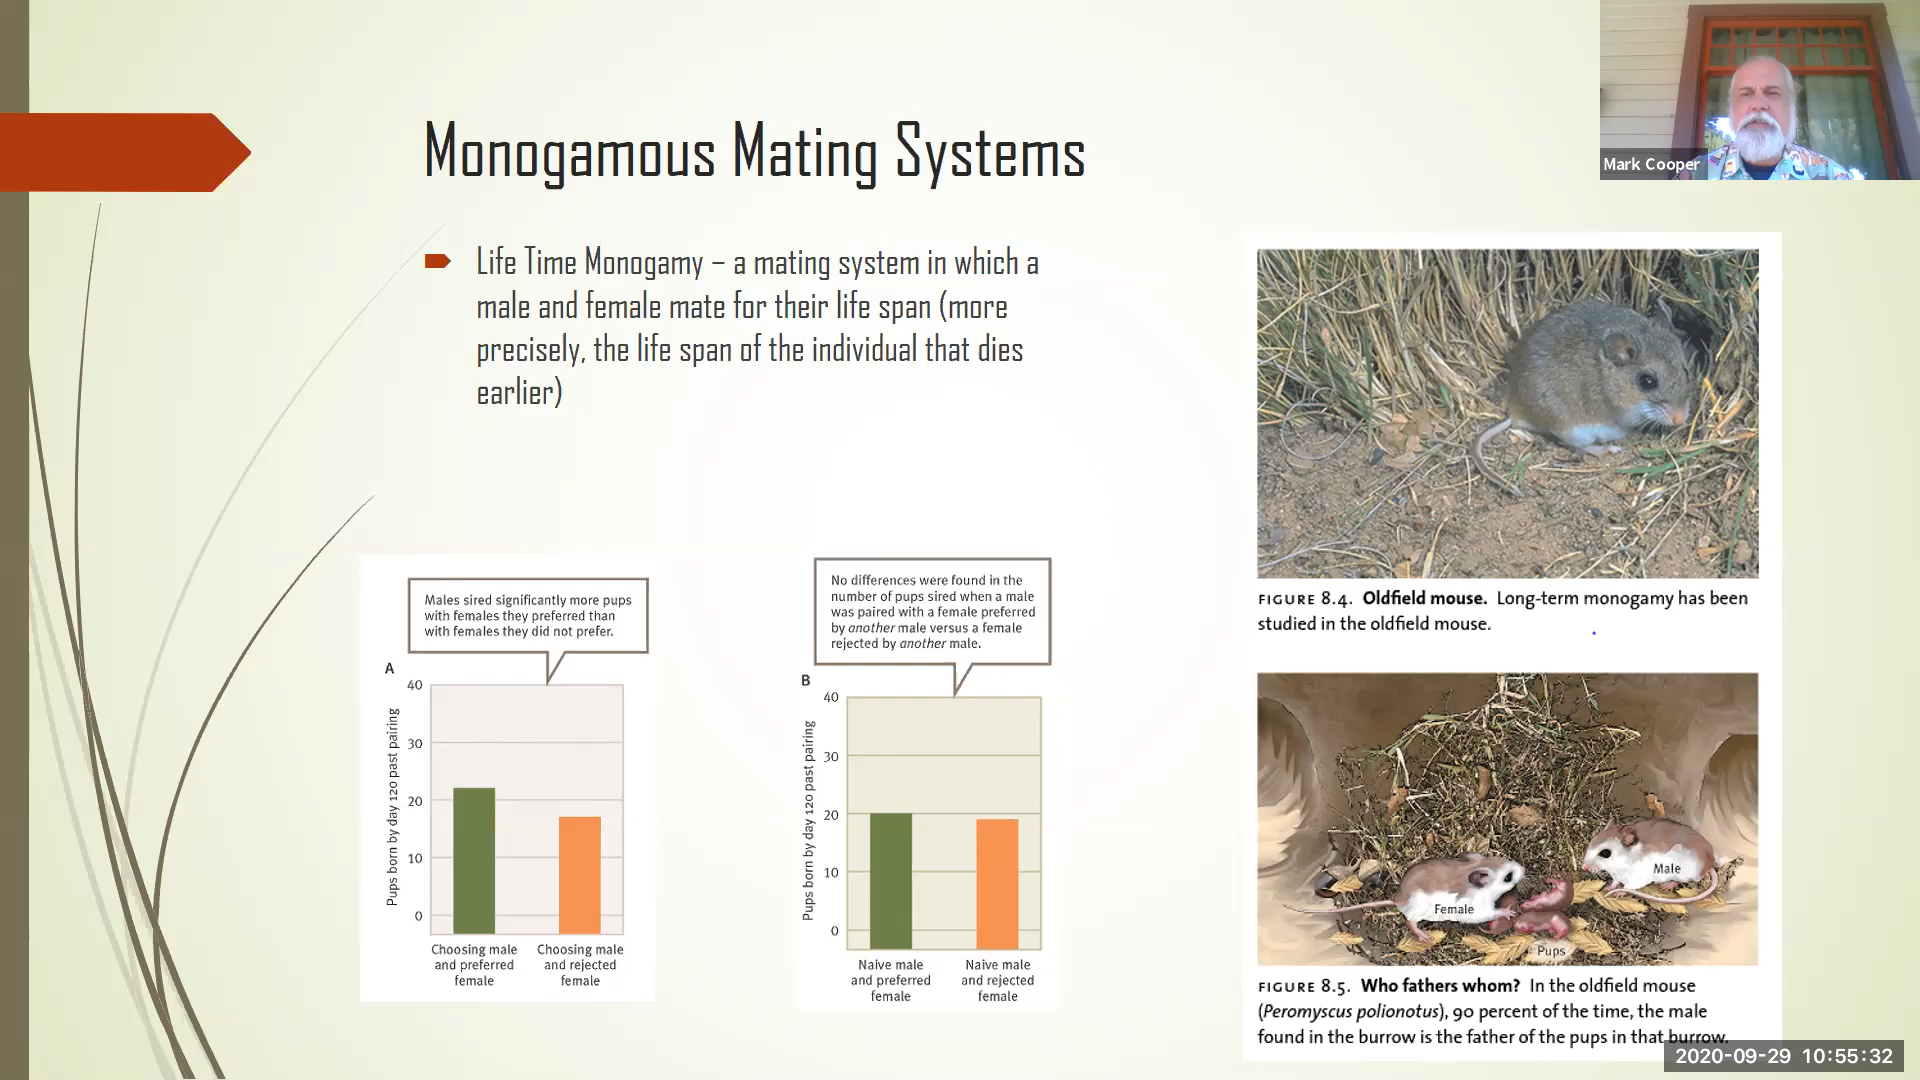 Monogamous Mating Systems
Mark Cooper
Life Time Monogamy – a mating system in which a
male and female mate for their life span (more
precisely, the life span of the individual that dies
earlier)
Males sired significantly more pups
with females they preferred than
with females they did not prefer.
A
Pups born by day 120 past pairing
40
30
20
10
0
Choosing male
and preferred
female
Choosing male
and rejected
female
No differences were found in the
number of pups sired when a male
was paired with a female preferred
by another male versus a female
rejected by another male.
B
Pups born by day 120 past pairing
40
30
20
10
0
Naive male
and preferred
female
Naive male
and rejected
female
FIGURE 8.4. Oldfield mouse. Long-term monogamy has been
studied in the oldfield mouse.
Male
Female
Pups
FIGURE 8.5. Who fathers whom? In the oldfield mouse
(Peromyscus polionotus), 90 percent of the time, the male
found in the burrow is the father of the pups in that burrow.
2020-09-29 10:55:32